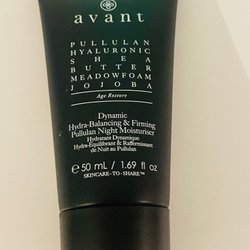 avant
PULLULAN
HYALURONIC
SHEA
BUTTER
MEADOWFOAM
JOJOBA
Age Restore
Dynamic
Hydra-Balancing & Firming
Pullulan Night Moisturiser
Hydratant Dynamique
Hydra-Équilibrant & Raffermissant
de Nuit au Pullulan
℮ 50 mL / 1.69 fl oz
SKINCARE-TO-SHARE™